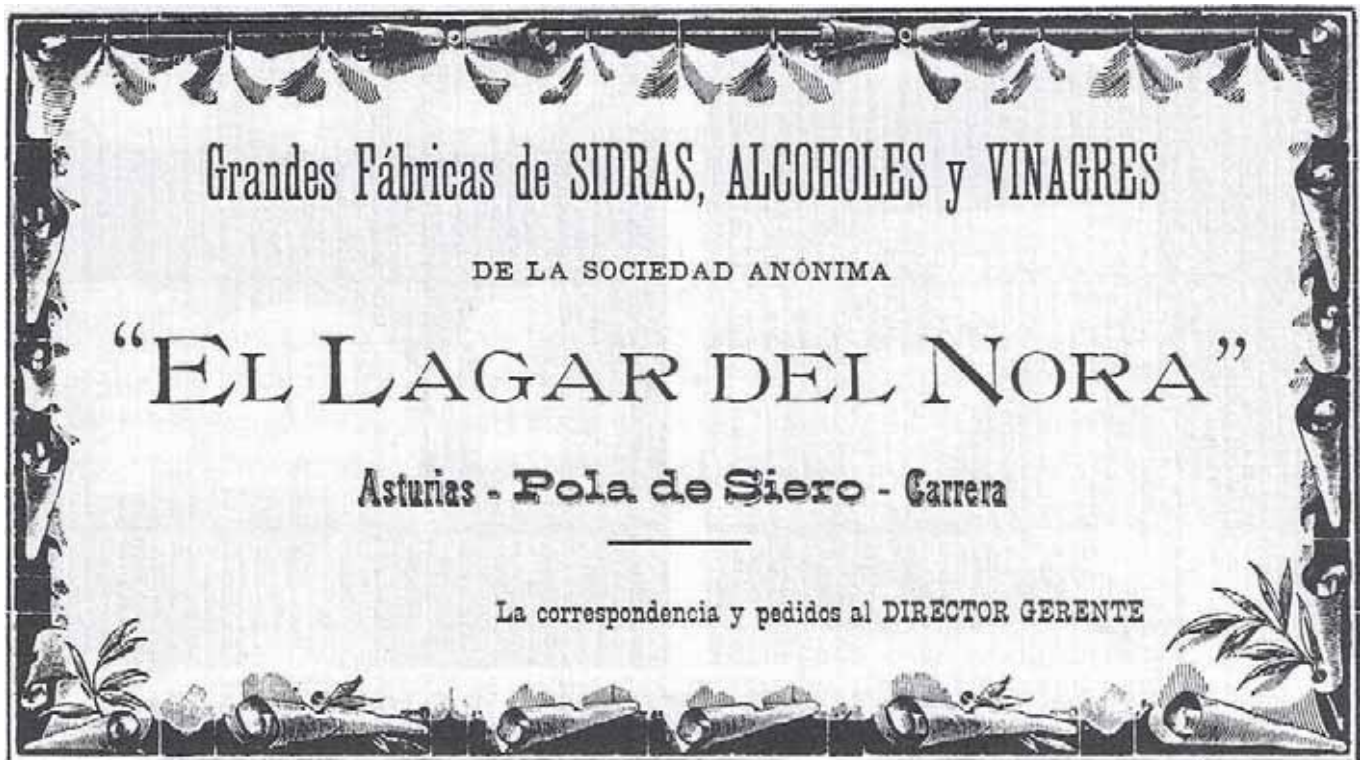 Grandes Fábricas de SIDRAS, ALCOHOLES y VINAGRES
DE LA SOCIEDAD ANÓNIMA
“EL LAGAR DEL NORA”
Asturias - Pola de Siero - Carrera
La correspondencia y pedidos al DIRECTOR GERENTE